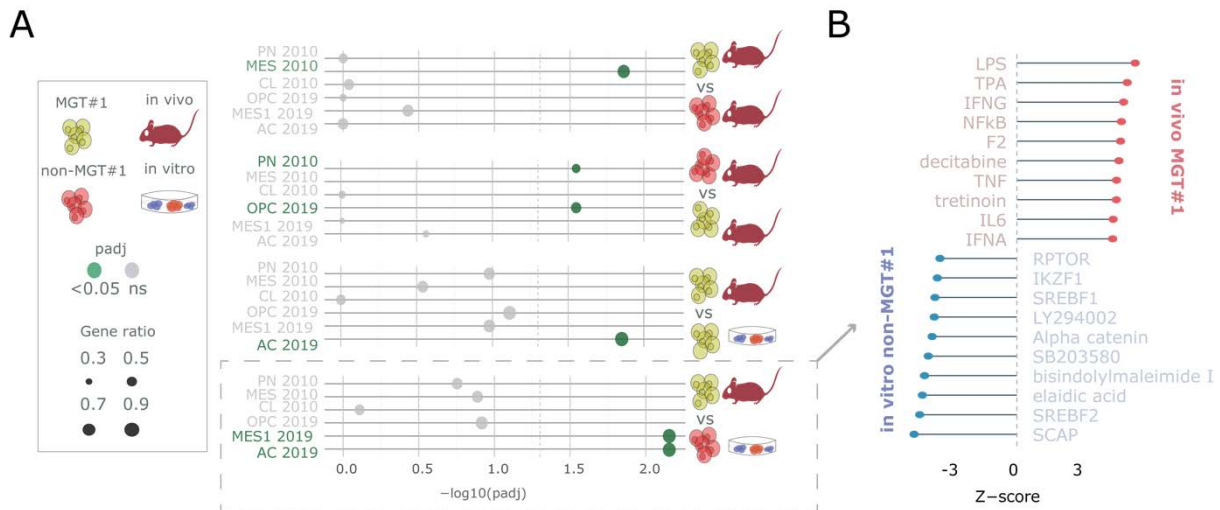 A
MGT#1
in vivo
non-MGT#1
in vitro
padj
<0.05 ns
Gene ratio
0.3 0.5
0.7 0.9
PN 2010
MES 2010
CL 2010
OPC 2019
MES1 2019
AC 2019
vs
PN 2010
MES 2010
CL 2010
OPC 2019
MES1 2019
AC 2019
vs
PN 2010
MES 2010
CL 2010
OPC 2019
MES1 2019
AC 2019
vs
PN 2010
MES 2010
CL 2010
OPC 2019
MES1 2019
AC 2019
vs
0.0 0.5 1.0 1.5 2.0
−log10(padj)
B
LPS
TPA
IFNG
NFkB
F2
decitabine
TNF
tretinoin
IL6
IFNA
in vivo MGT#1
RPTOR
IKZF1
SREBF1
LY294002
Alpha catenin
SB203580
bisindolylmaleimide I
elaidic acid
SREBF2
SCAP
in vitro non-MGT#1
-3 0 3
Z−score